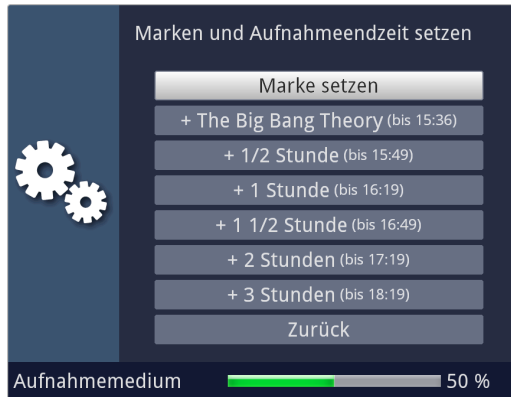 Marken und Aufnahmeendzeit setzen
Marke setzen
+ The Big Bang Theory (bis 15:36)
+ 1/2 Stunde (bis 15:49)
+ 1 Stunde (bis 16:19)
+ 1 1/2 Stunde (bis 16:49)
+ 2 Stunden (bis 17:19)
+ 3 Stunden (bis 18:19)
Zurück
Aufnahmemedium 50 %